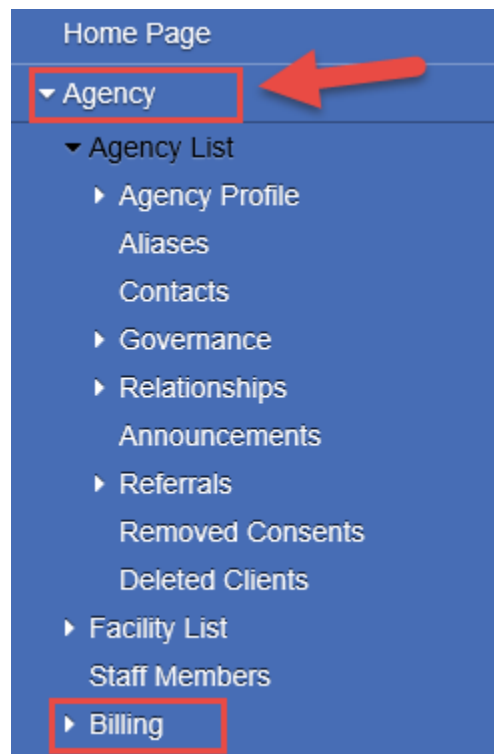 Home Page
Agency
Agency List
Agency Profile
Aliases
Contacts
Governance
Relationships
Announcements
Referrals
Removed Consents
Deleted Clients
Facility List
Staff Members
Billing